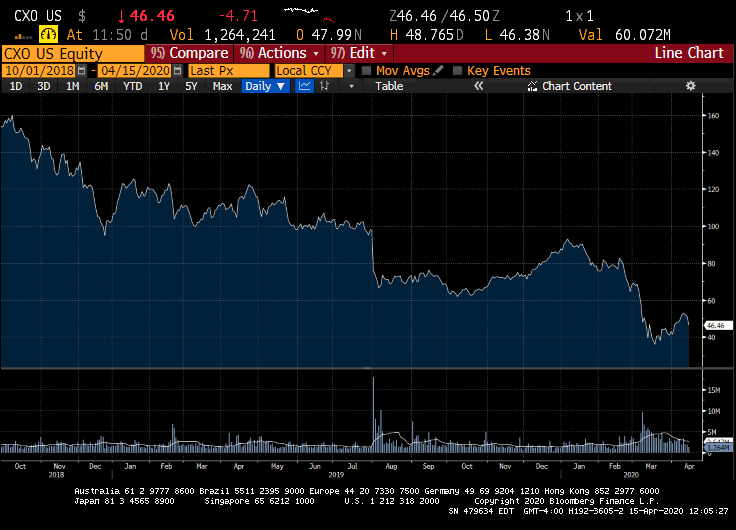 CXO US $ ↓ 46.46 -4.71 Z46.46 /46.50Z 1×1
At 11:50 d Vol 1,264,241 O 47.99N H 48.765D L 46.38N Val 60.072M
CXO US Equity 95) Compare 96) Actions 97) Edit Line Chart
10/01/2018 - 04/15/2020 Last Px Local CCY Mov Avgs Key Events
1D 3D 1M 6M YTD 1Y 5Y Max Daily ▼ Table « Chart Content
160
140
120
100
80
60
46.46
40
15M
10M
5M
1.264M
0
Oct Nov Dec Jan Feb Mar Apr May Jun Jul Aug Sep Oct Nov Dec Jan Feb Mar Apr
2018 2019 2020
Australia 61 2 9777 8600 Brazil 5511 2395 9000 Europe 44 20 7330 7500 Germany 49 69 9204 1210 Hong Kong 852 2977 6000
Japan 81 3 4565 8900 Singapore 65 6212 1000 U.S. 1 212 318 2000 Copyright 2020 Bloomberg Finance L.P.
SN 479634 EDT GMT-4:00 H192-3605-2 15-Apr-2020 12:05:27